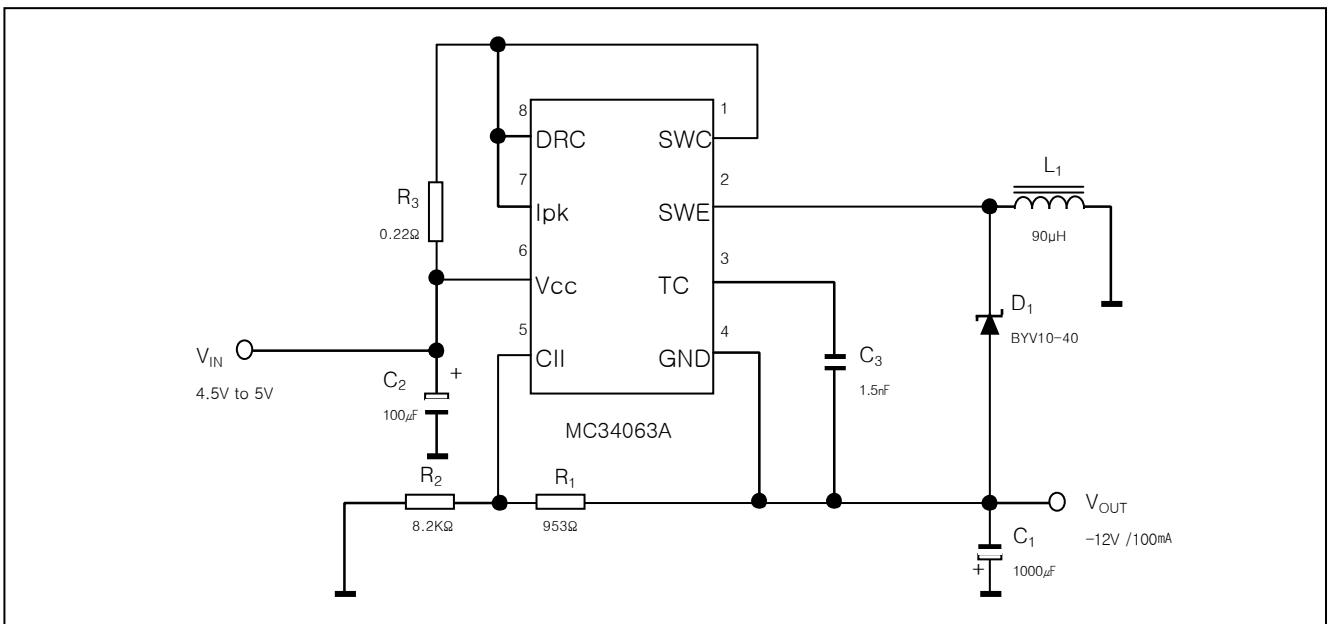 8
1
DRC
SWC
7
2
L₁
R₃
0.22Ω
Ipk
SWE
90μH
6
3
Vcc
TC
D₁
BYV10-40
5
4
V_IN
4.5V to 5V
CII
GND
C₃
1.5nF
C₂
+
100μF
MC34063A
R₂
R₁
8.2KΩ
953Ω
V_OUT
-12V /100mA
C₁
+
1000μF